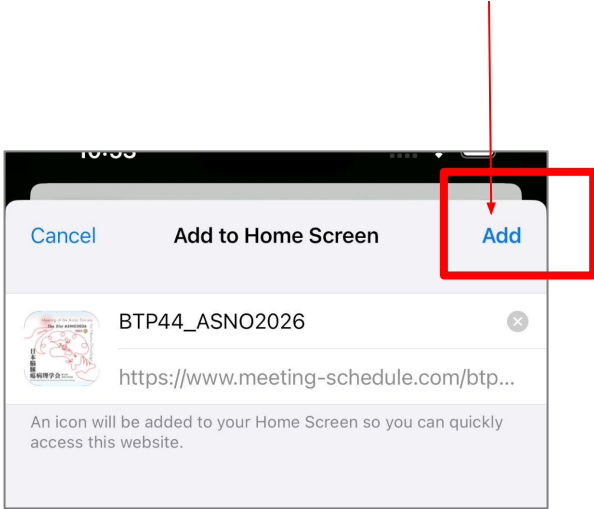 Cancel
Add to Home Screen
Add
BTP44_ASNO2026
https://www.meeting-schedule.com/btp...
An icon will be added to your Home Screen so you can quickly
access this website.